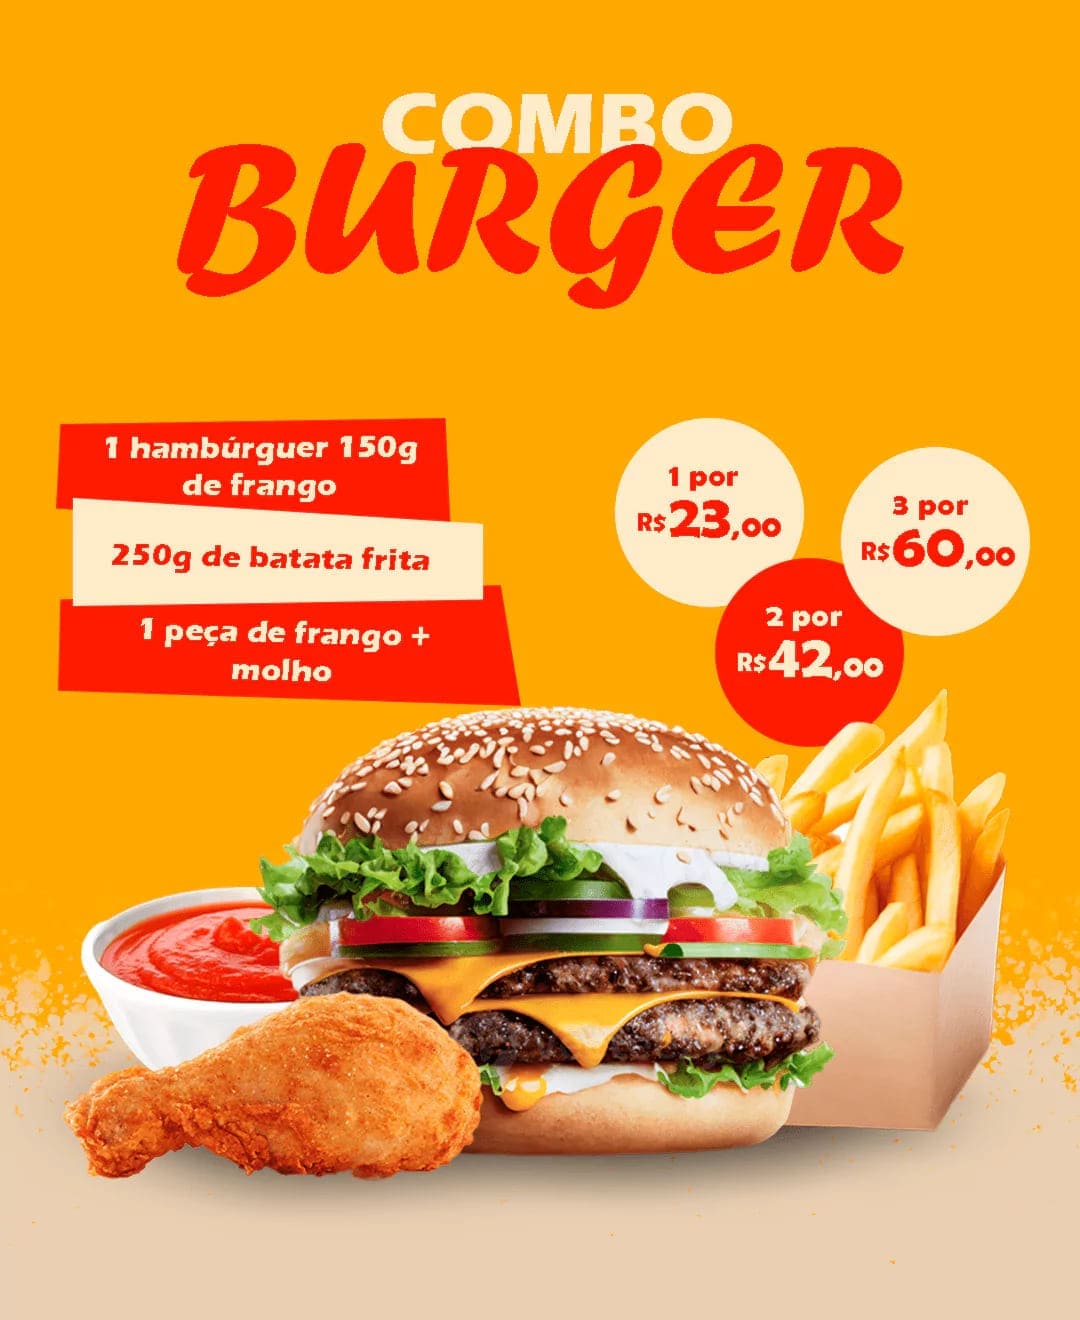 COMBO
BURGER
1 hambúrguer 150g
de frango
250g de batata frita
1 peça de frango +
molho
1 por
R$23,00
3 por
R$60,00
2 por
R$42,00